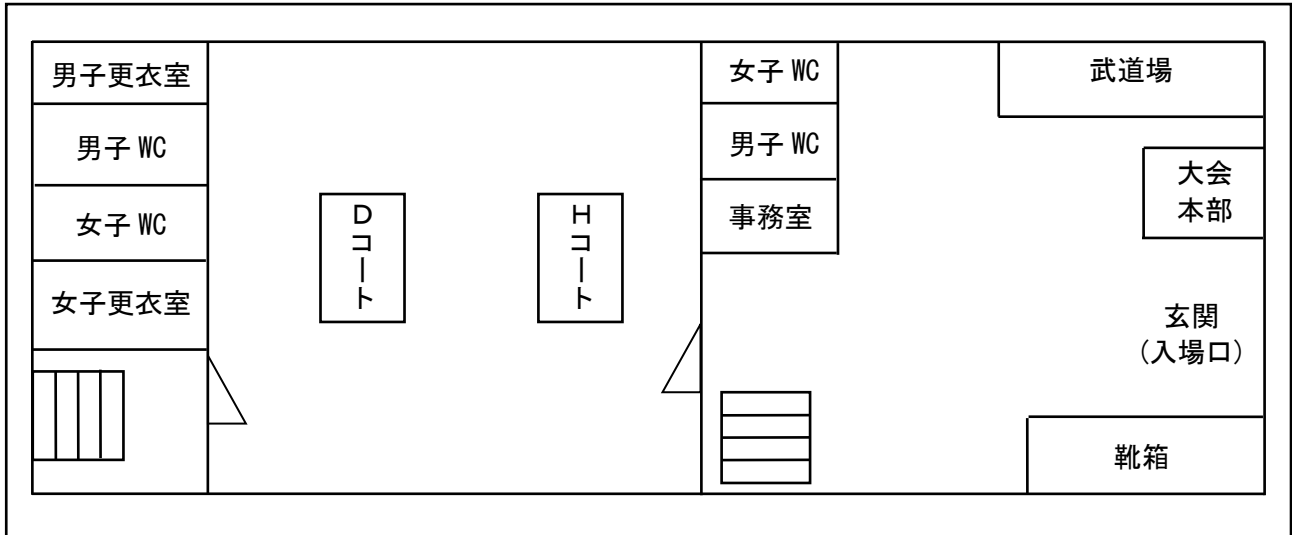 男子更衣室
男子 WC
女子 WC
女子更衣室
Dコート
Hコート
女子 WC
男子 WC
事務室
武道場
大会
本部
玄関
（入場口）
靴箱